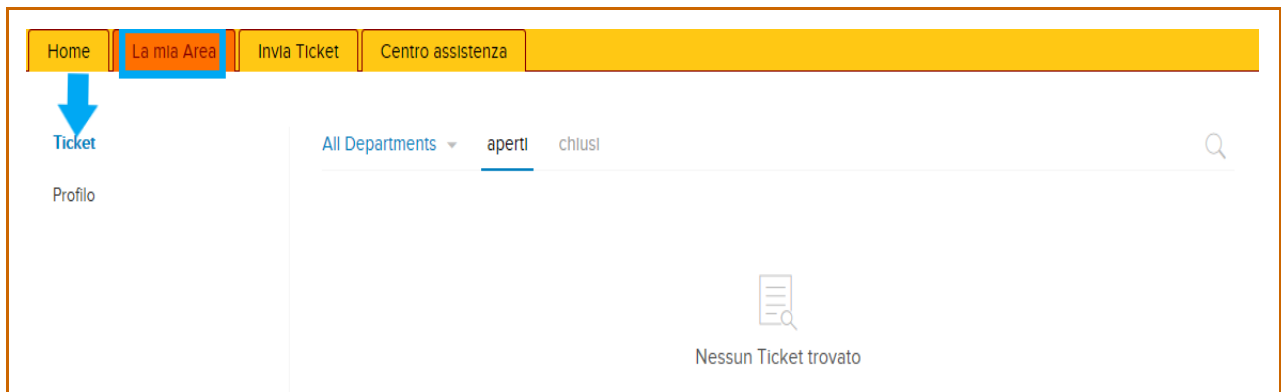 Home La mia Area Invia Ticket Centro assistenza
Ticket All Departments aperti chiusi
Profilo
Nessun Ticket trovato